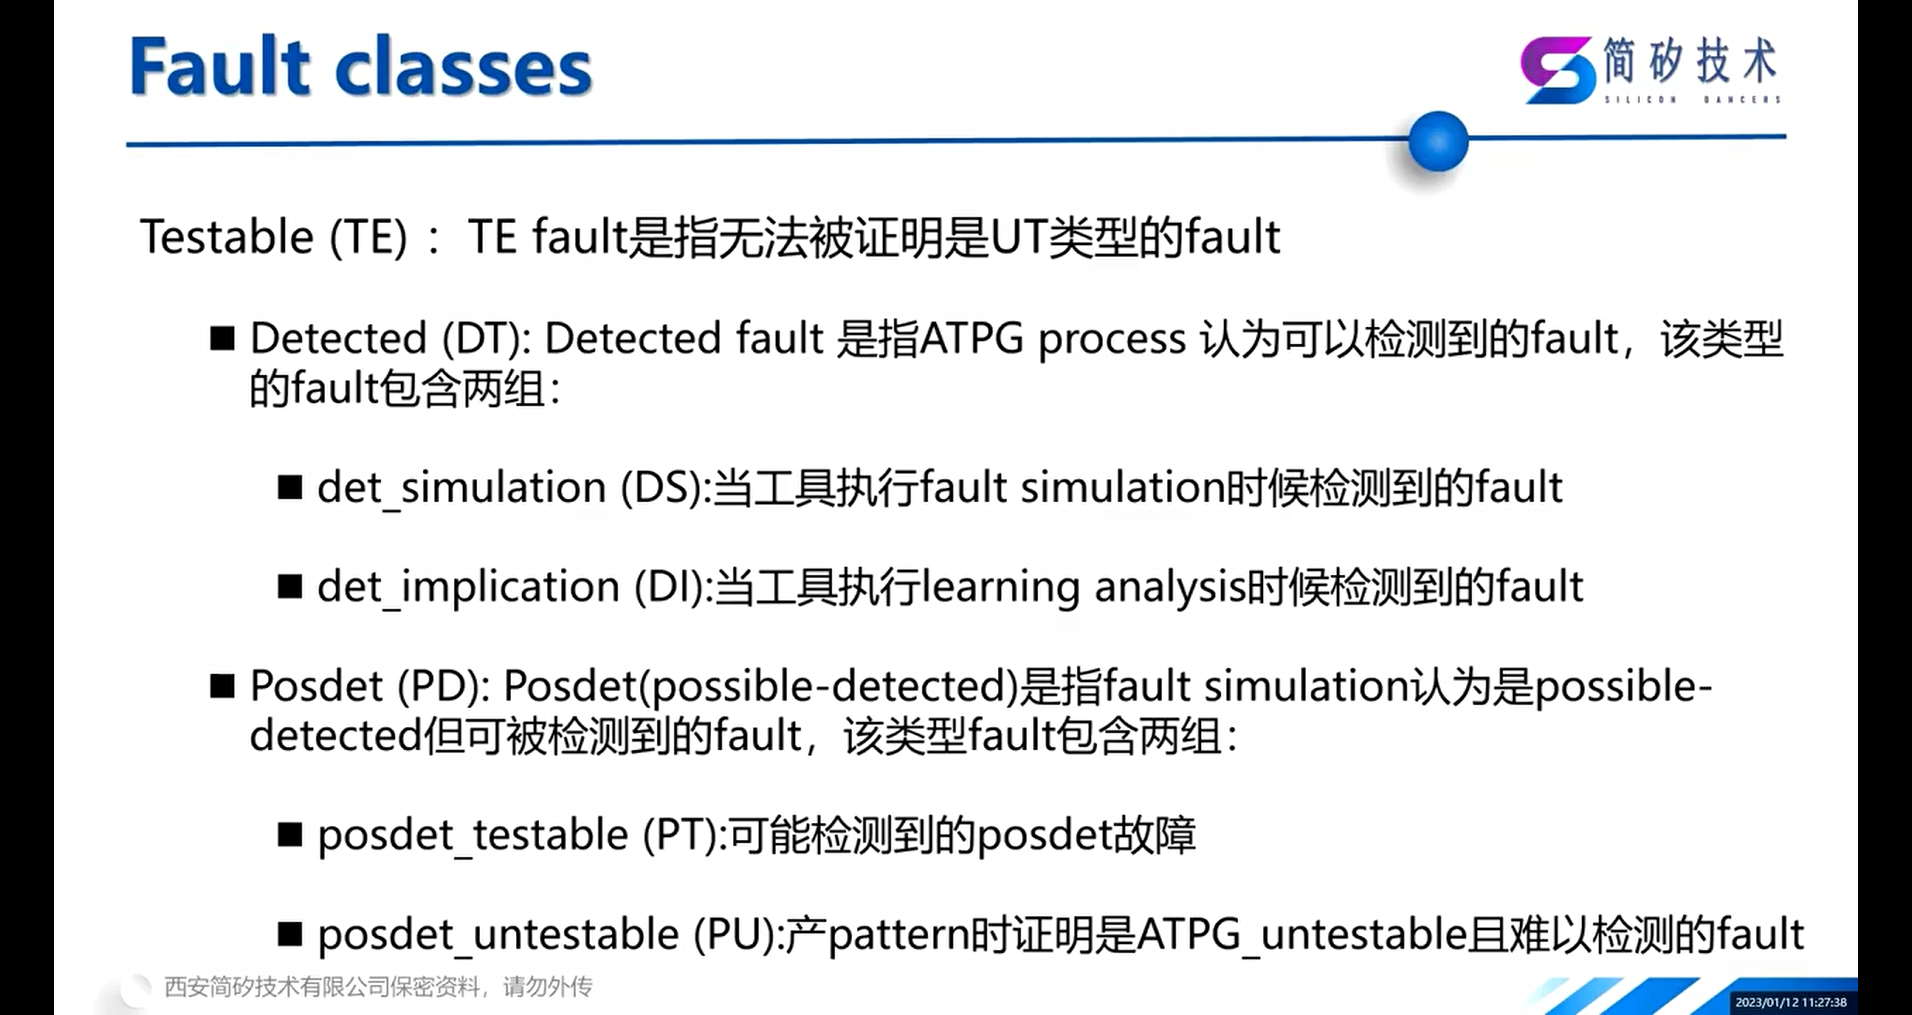 Fault classes
简矽技术
SILICON DANCERS
Testable (TE) ：TE fault是指无法被证明是UT类型的fault
■ Detected (DT): Detected fault 是指ATPG process 认为可以检测到的fault，该类型
的fault包含两组：
■ det_simulation (DS):当工具执行fault simulation时候检测到的fault
■ det_implication (DI):当工具执行learning analysis时候检测到的fault
■ Posdet (PD): Posdet(possible-detected)是指fault simulation认为是possible-
detected但可被检测到的fault，该类型fault包含两组：
■ posdet_testable (PT):可能检测到的posdet故障
■ posdet_untestable (PU):产pattern时证明是ATPG_untestable且难以检测的fault
西安简矽技术有限公司保密资料，请勿外传
2023/01/12 11:27:38